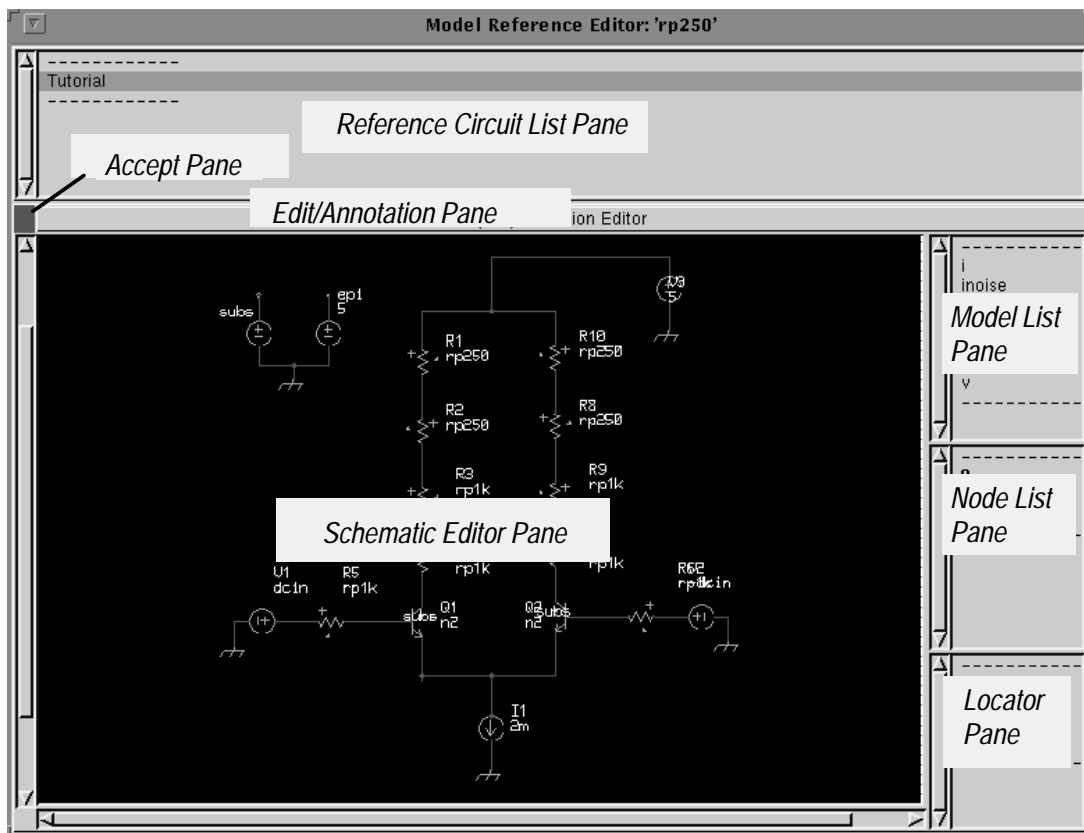 Model Reference Editor: 'rp250'
-------------
Tutorial
-------------
Reference Circuit List Pane
Accept Pane
Edit/Annotation Pane
ion Editor
subs
ep1
5
5
R1
rp250
R10
rp250
R2
rp250
R8
rp250
R3
rp1k
R9
rp1k
Schematic Editor Pane
rp1k
rp1k
V1
dcin
R5
rp1k
subs
Q1
n2
subs
n2
I1
2m
i
inoise
Model List
Pane
v
Node List
Pane
Locator
Pane